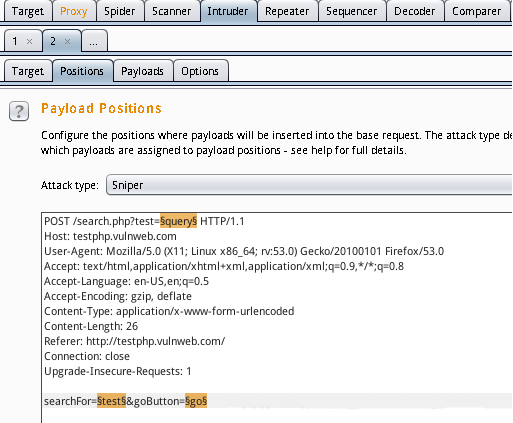 Target Proxy Spider Scanner Intruder Repeater Sequencer Decoder Comparer
1 × 2 × ...
Target Positions Payloads Options
? Payload Positions
Configure the positions where payloads will be inserted into the base request. The attack type de
which payloads are assigned to payload positions - see help for full details.
Attack type: Sniper
POST /search.php?test=§query§ HTTP/1.1
Host: testphp.vulnweb.com
User-Agent: Mozilla/5.0 (X11; Linux x86_64; rv:53.0) Gecko/20100101 Firefox/53.0
Accept: text/html,application/xhtml+xml,application/xml;q=0.9,*/*;q=0.8
Accept-Language: en-US,en;q=0.5
Accept-Encoding: gzip, deflate
Content-Type: application/x-www-form-urlencoded
Content-Length: 26
Referer: http://testphp.vulnweb.com/
Connection: close
Upgrade-Insecure-Requests: 1
searchFor=§test§&goButton=§go§